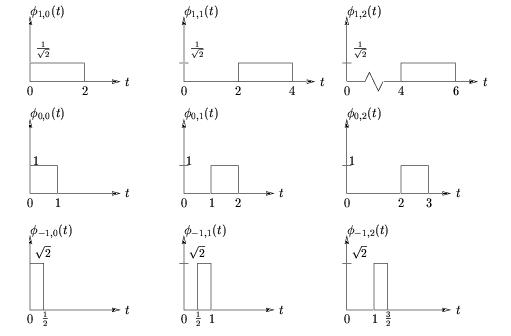 ϕ₁,₀(t) ϕ₁,₁(t) ϕ₁,₂(t)
1/√2 1/√2 1/√2
0 2 t 0 2 4 t 0 4 6 t
ϕ₀,₀(t) ϕ₀,₁(t) ϕ₀,₂(t)
1 1 1
0 1 t 0 1 2 t 0 2 3 t
ϕ₋₁,₀(t) ϕ₋₁,₁(t) ϕ₋₁,₂(t)
√2 √2 √2
0 1/2 t 0 1/2 1 t 0 1 3/2 t